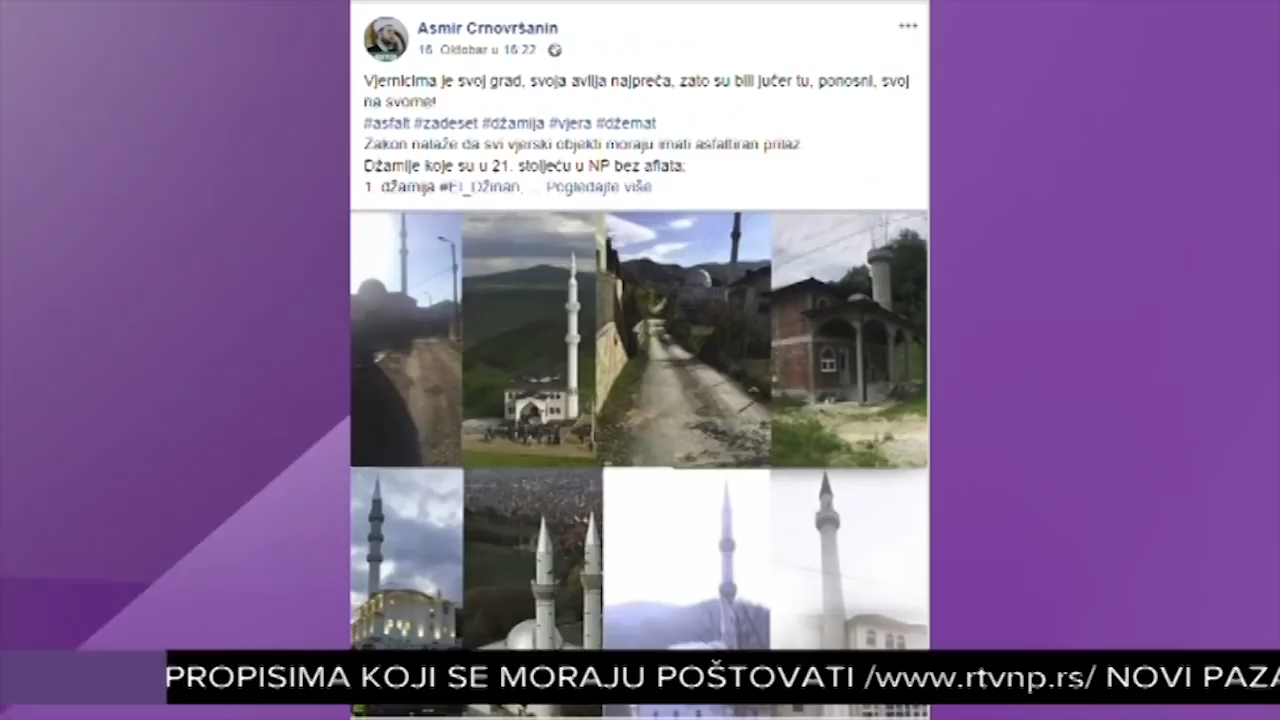 Asmir Crnovršanin
16. Oktobar u 16:22 ·
Vjernicima je svoj grad, svoja avlija najpreča, zato su bili jučer tu, ponosni, svoj
na svome!
#asfalt #zadeset #džamija #vjera #džemat
Zakon nalaže da svi vjerski objekti moraju imati asfaltiran prilaz.
Džamije koje su u 21. stoljeću u NP bez aflata:
1. džamija #El_Džinan, ... Pogledajte više
PROPISIMA KOJI SE MORAJU POŠTOVATI /www.rtvnp.rs/ NOVI PAZA